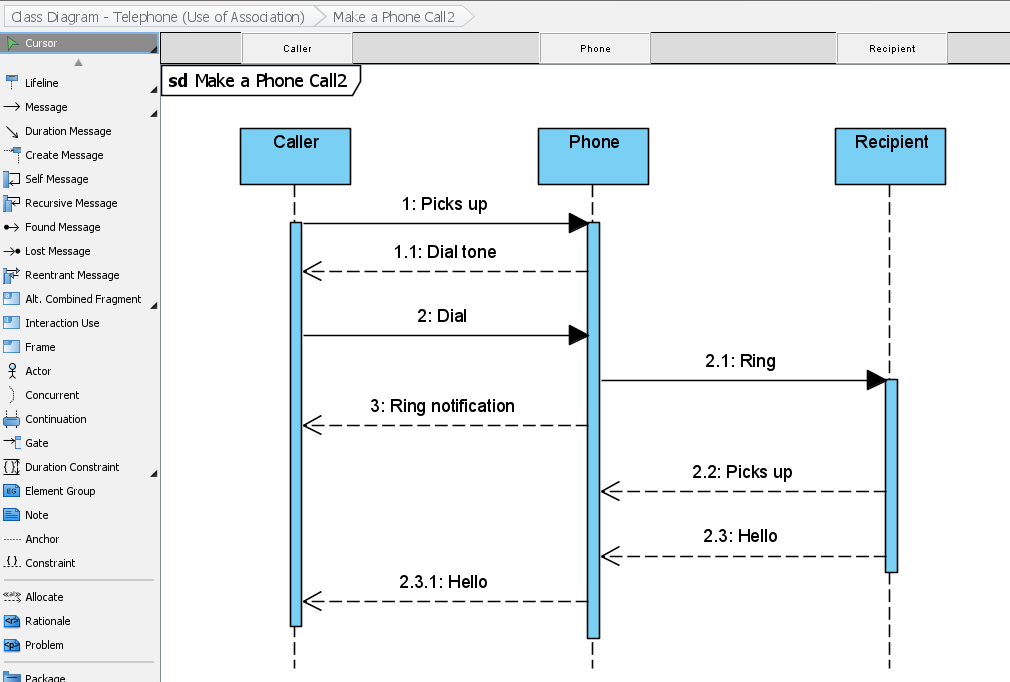 Class Diagram - Telephone (Use of Association)
Make a Phone Call2
Cursor
Lifeline
Message
Duration Message
Create Message
Self Message
Recursive Message
Found Message
Lost Message
Reentrant Message
Alt. Combined Fragment
Interaction Use
Frame
Actor
Concurrent
Continuation
Gate
Duration Constraint
EG Element Group
Note
Anchor
Constraint
Allocate
Rationale
Problem
Package
Caller
Phone
Recipient
sd Make a Phone Call2
Caller
Phone
Recipient
1: Picks up
1.1: Dial tone
2: Dial
2.1: Ring
3: Ring notification
2.2: Picks up
2.3: Hello
2.3.1: Hello